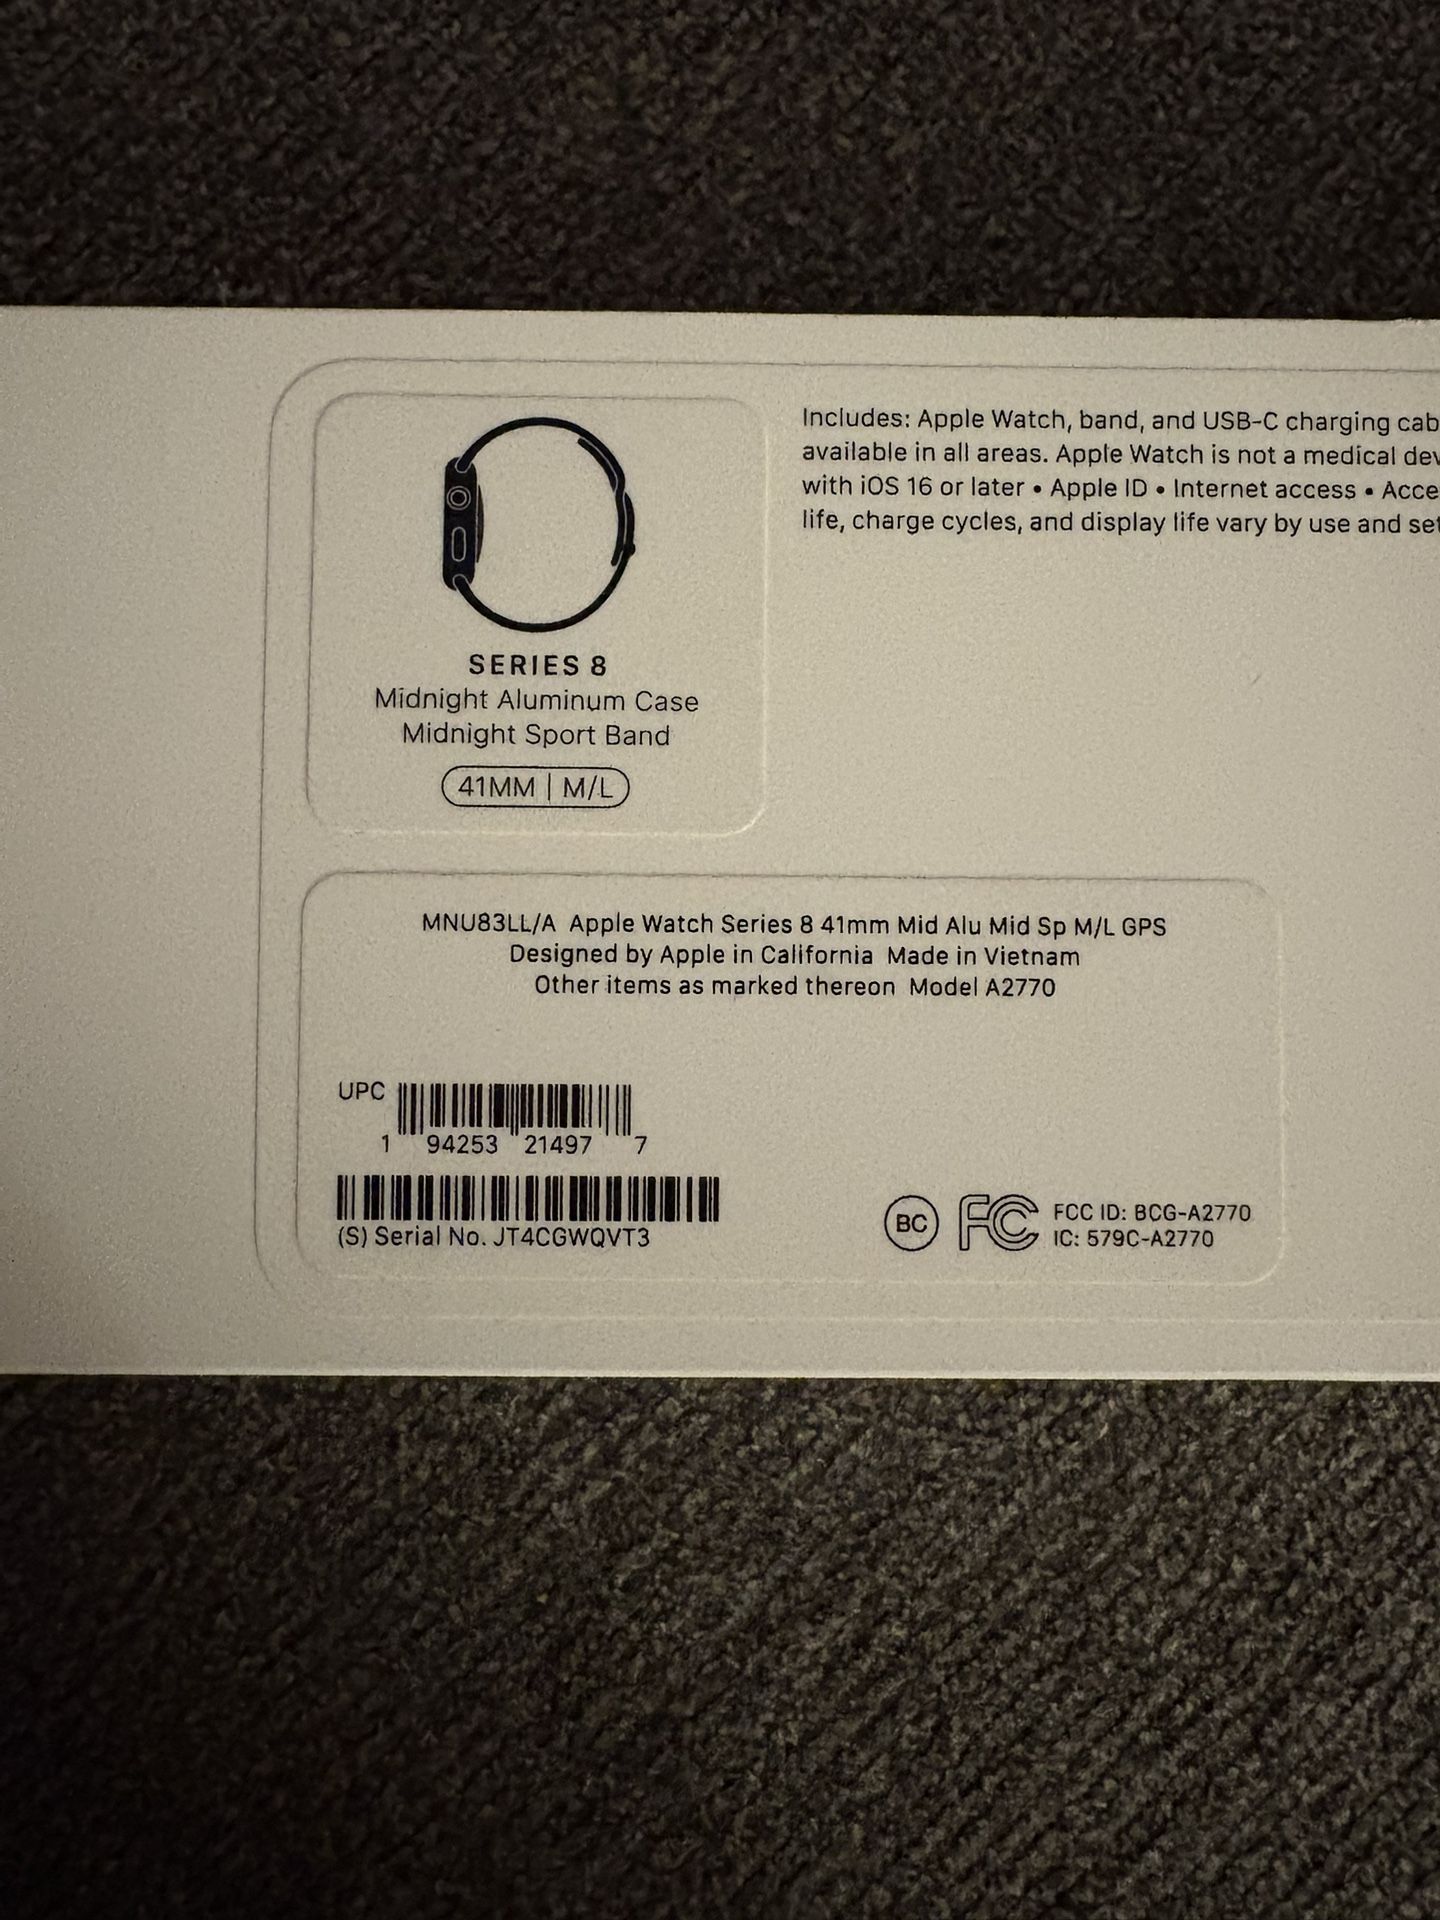 SERIES 8
Midnight Aluminum Case
Midnight Sport Band
41MM | M/L
Includes: Apple Watch, band, and USB-C charging
available in all areas. Apple Watch is not a medical
with iOS 16 or later • Apple ID • Internet access •
life, charge cycles, and display life vary by use and
MNU83LL/A Apple Watch Series 8 41mm Mid Alu Mid Sp M/L GPS
Designed by Apple in California Made in Vietnam
Other items as marked thereon Model A2770
UPC
1 94253 21497 7
(S) Serial No. JT4CGWQVT3
BC FC FCC ID: BCG-A2770
IC: 579C-A2770